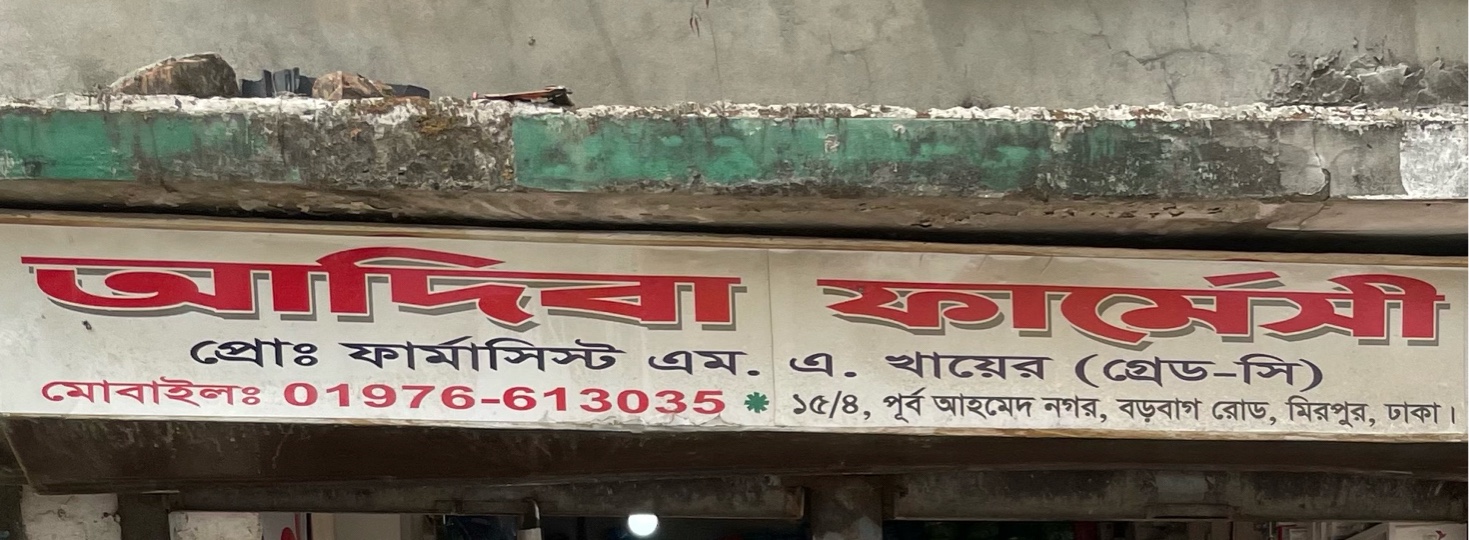 আদিবা ফার্মেসী
প্রোঃ ফার্মাসিস্ট এম. এ. খায়ের (গ্রেড-সি)
মোবাইলঃ 01976-613035 * ১৫/৪, পূর্ব আহমেদ নগর, বড়বাগ রোড, মিরপুর, ঢাকা।